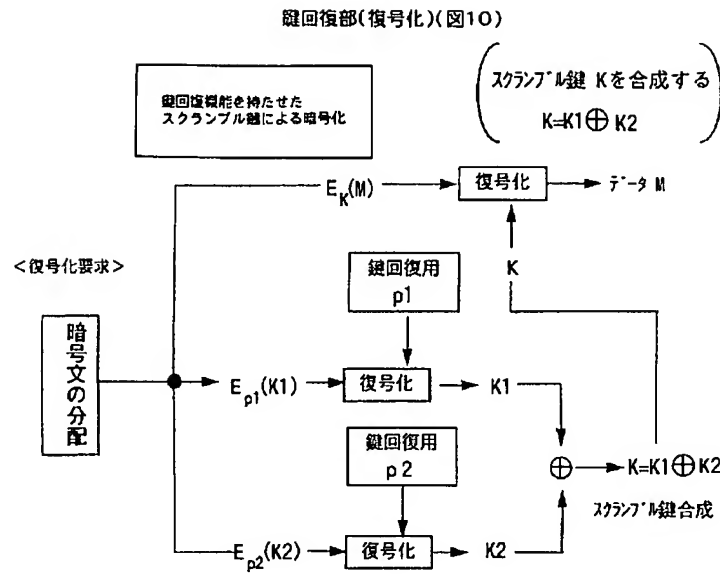 鍵回復部(復号化)(図10)
鍵回復機能を持たせた
スクランブル鍵による暗号化
スクランブル鍵 Kを合成する
K=K1⊕K2
E_K(M)
復号化
データ M
<復号化要求>
鍵回復用
p1
K
暗号文の分配
E_p1(K1)
復号化
K1
鍵回復用
p2
⊕
K=K1⊕K2
スクランブル鍵合成
E_p2(K2)
復号化
K2